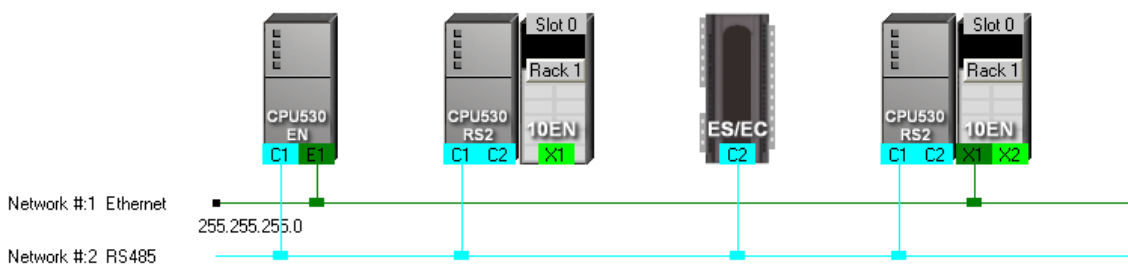 Slot 0
Slot 0
Rack 1
Rack 1
CPU530
EN
CPU530
RS2
10EN
ES/EC
CPU530
RS2
10EN
C1 E1
C1 C2 X1
C2
C1 C2 X1 X2
Network #:1 Ethernet
255.255.255.0
Network #:2 RS485